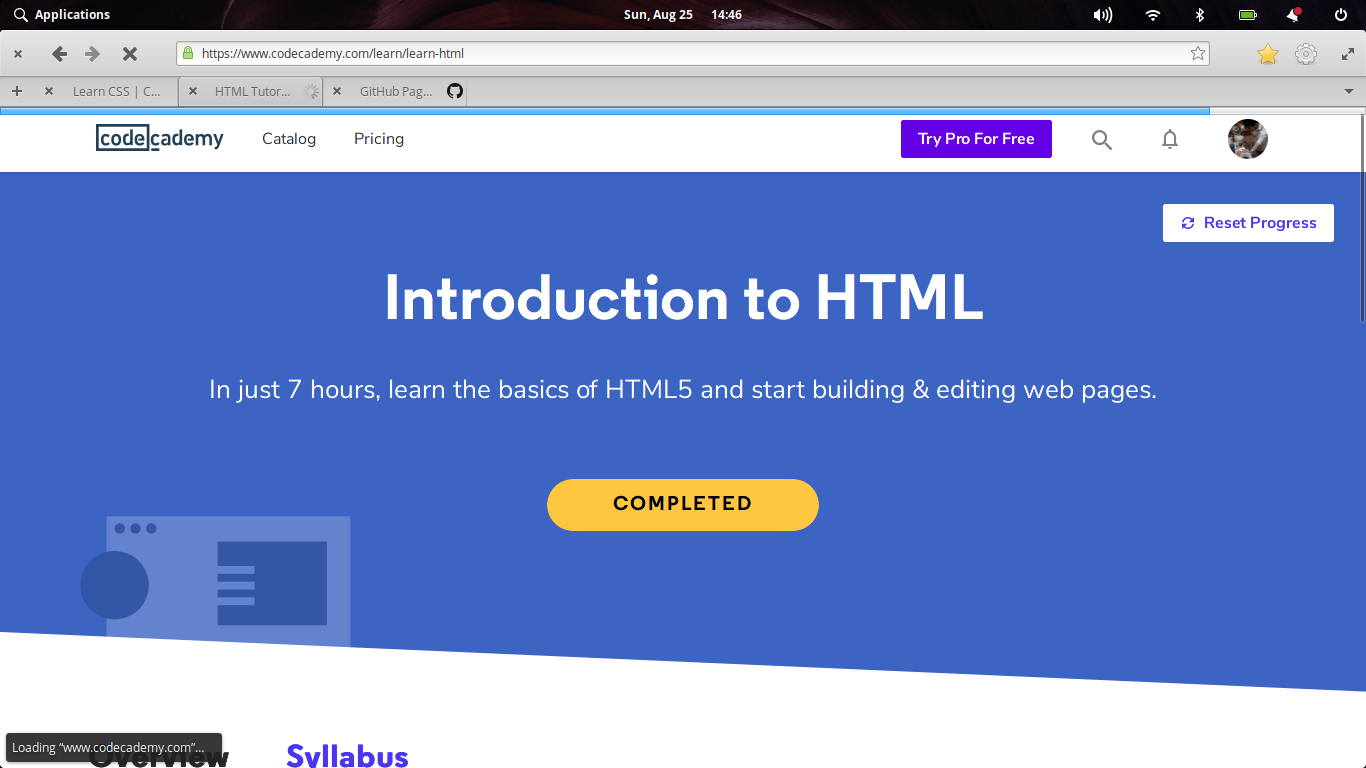 Applications Sun, Aug 25 14:46
https://www.codecademy.com/learn/learn-html
Learn CSS | C... HTML Tutor... GitHub Pag...
codecademy Catalog Pricing Try Pro For Free
Reset Progress
Introduction to HTML
In just 7 hours, learn the basics of HTML5 and start building & editing web pages.
COMPLETED
Loading “www.codecademy.com”...
Overview Syllabus